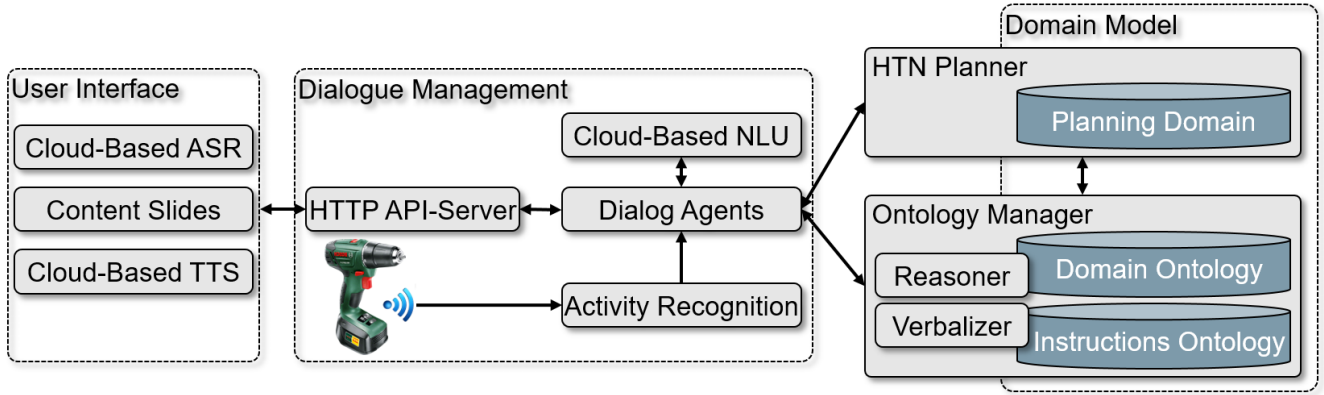 User Interface
Cloud-Based ASR
Content Slides
Cloud-Based TTS
Dialogue Management
Cloud-Based NLU
HTTP API-Server
Dialog Agents
Activity Recognition
Domain Model
HTN Planner
Planning Domain
Ontology Manager
Reasoner
Domain Ontology
Verbalizer
Instructions Ontology